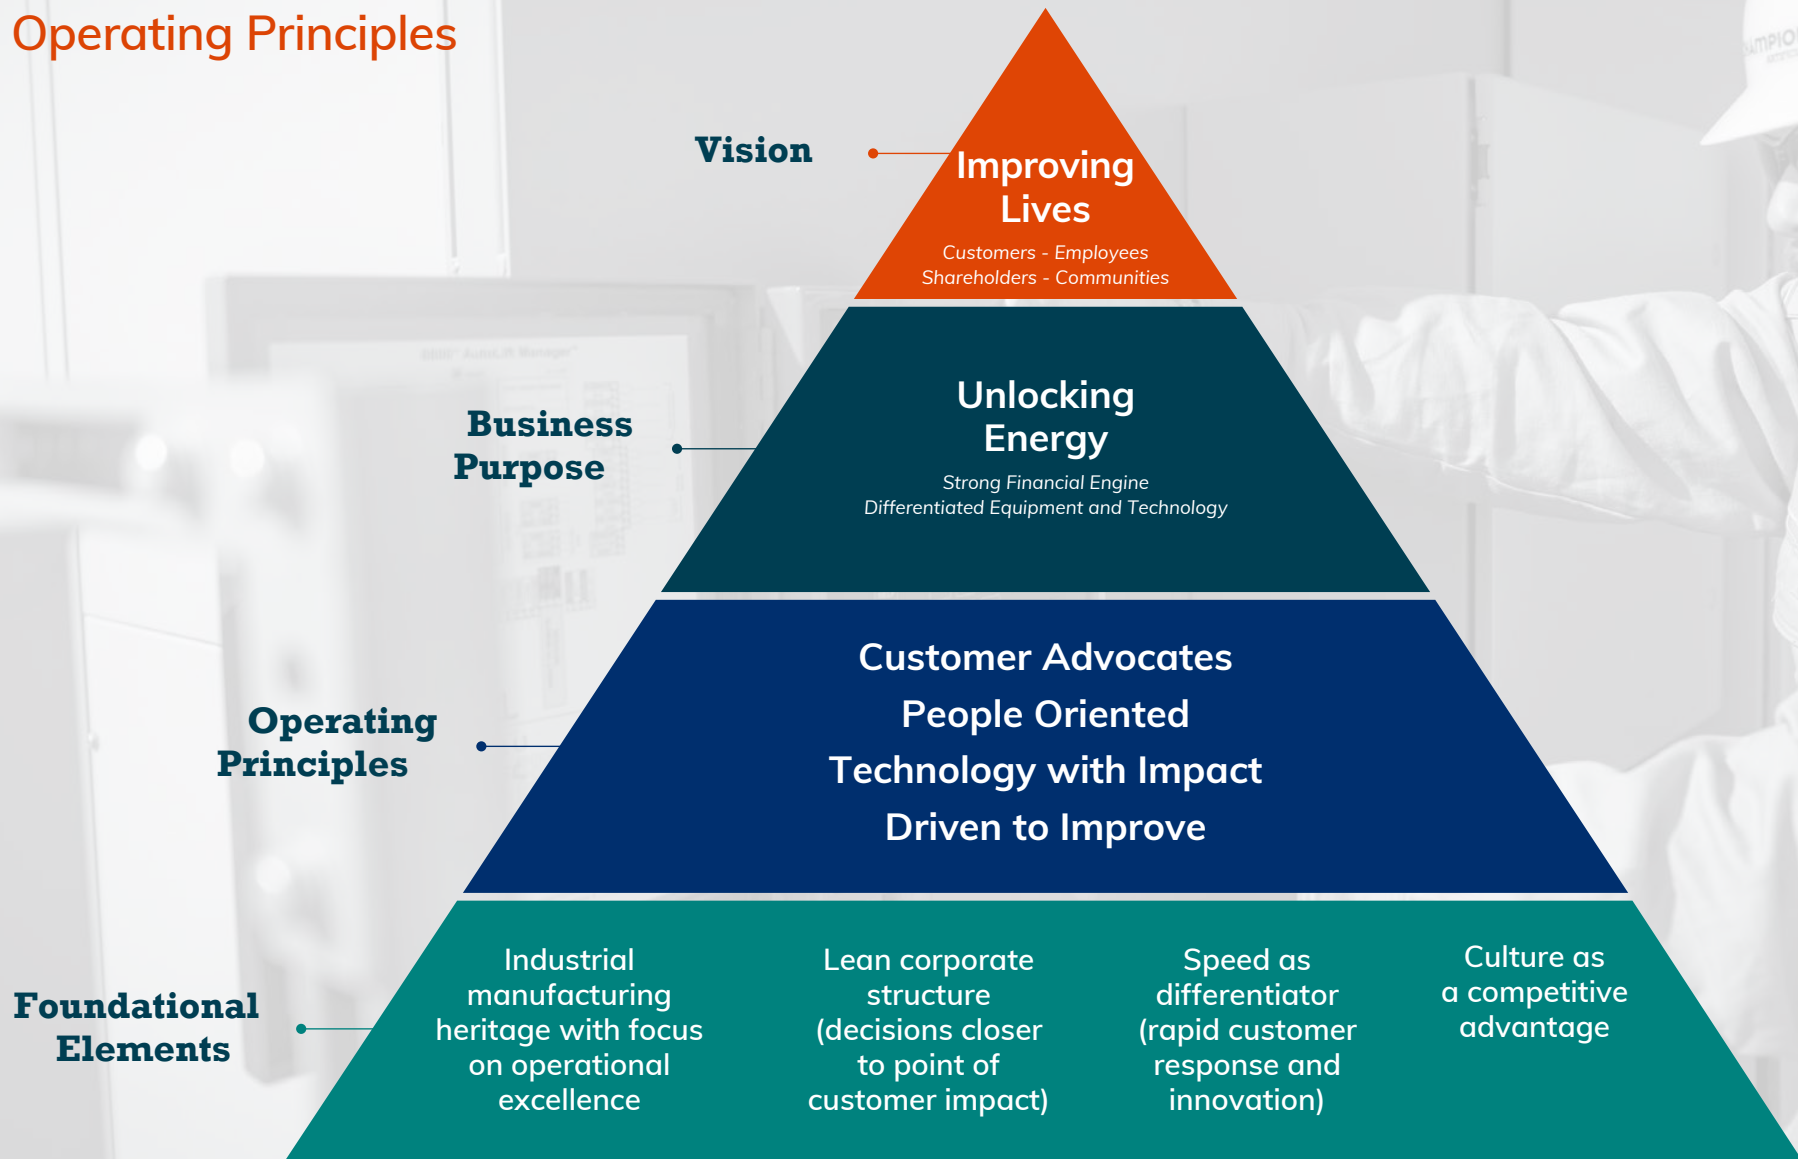 Operating Principles
Vision
Improving
Lives
Customers - Employees
Shareholders - Communities
Business
Purpose
Unlocking
Energy
Strong Financial Engine
Differentiated Equipment and Technology
Operating
Principles
Customer Advocates
People Oriented
Technology with Impact
Driven to Improve
Foundational
Elements
Industrial
manufacturing
heritage with focus
on operational
excellence
Lean corporate
structure
(decisions closer
to point of
customer impact)
Speed as
differentiator
(rapid customer
response and
innovation)
Culture as
a competitive
advantage